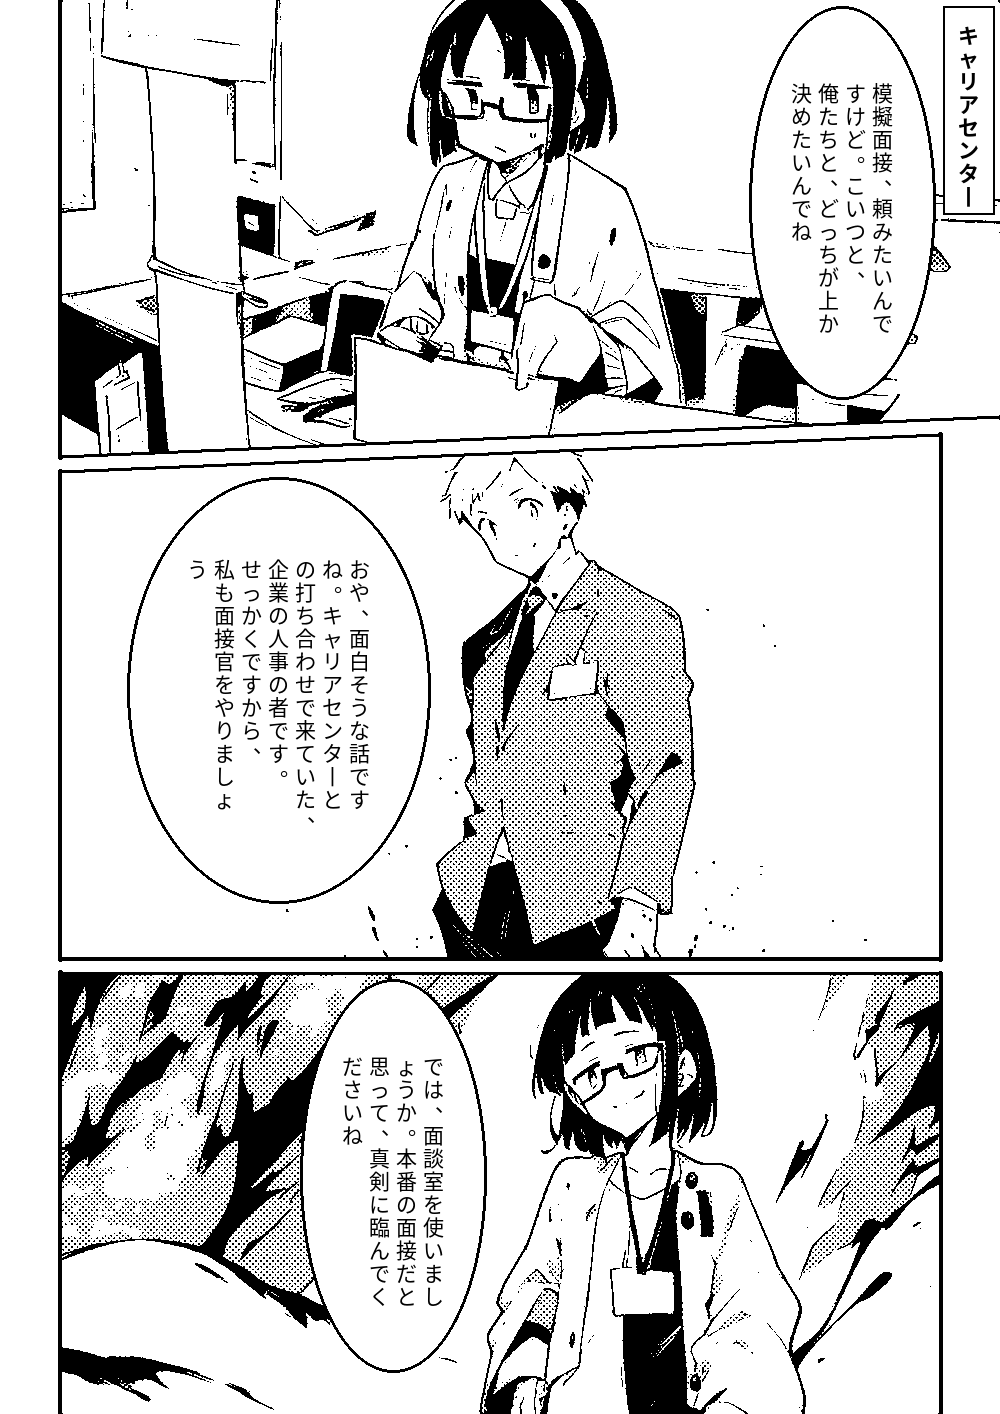 キャリアセンター
模擬面接、頼みたいんで
すけど。こいつと、
俺たちと、どっちが上か
決めたいんでね
おや、面白そうな話です
ね。キャリアセンターと
の打ち合わせで来ていた、
企業の人事の者です。
せっかくですから、
私も面接官をやりましょ
う
では、面談室を使いまし
ょうか。本番の面接だと
思って、真剣に臨んでく
ださいね